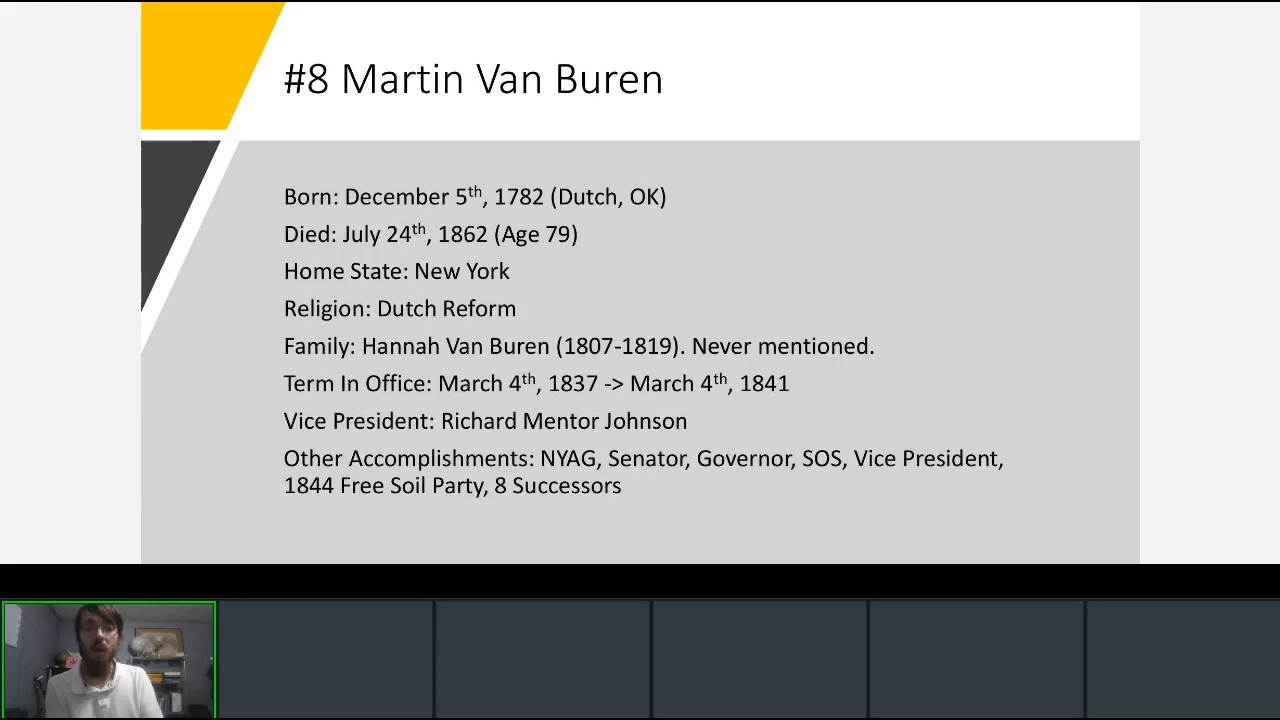 #8 Martin Van Buren
Born: December 5th, 1782 (Dutch, OK)
Died: July 24th, 1862 (Age 79)
Home State: New York
Religion: Dutch Reform
Family: Hannah Van Buren (1807-1819). Never mentioned.
Term In Office: March 4th, 1837 -> March 4th, 1841
Vice President: Richard Mentor Johnson
Other Accomplishments: NYAG, Senator, Governor, SOS, Vice President,
1844 Free Soil Party, 8 Successors